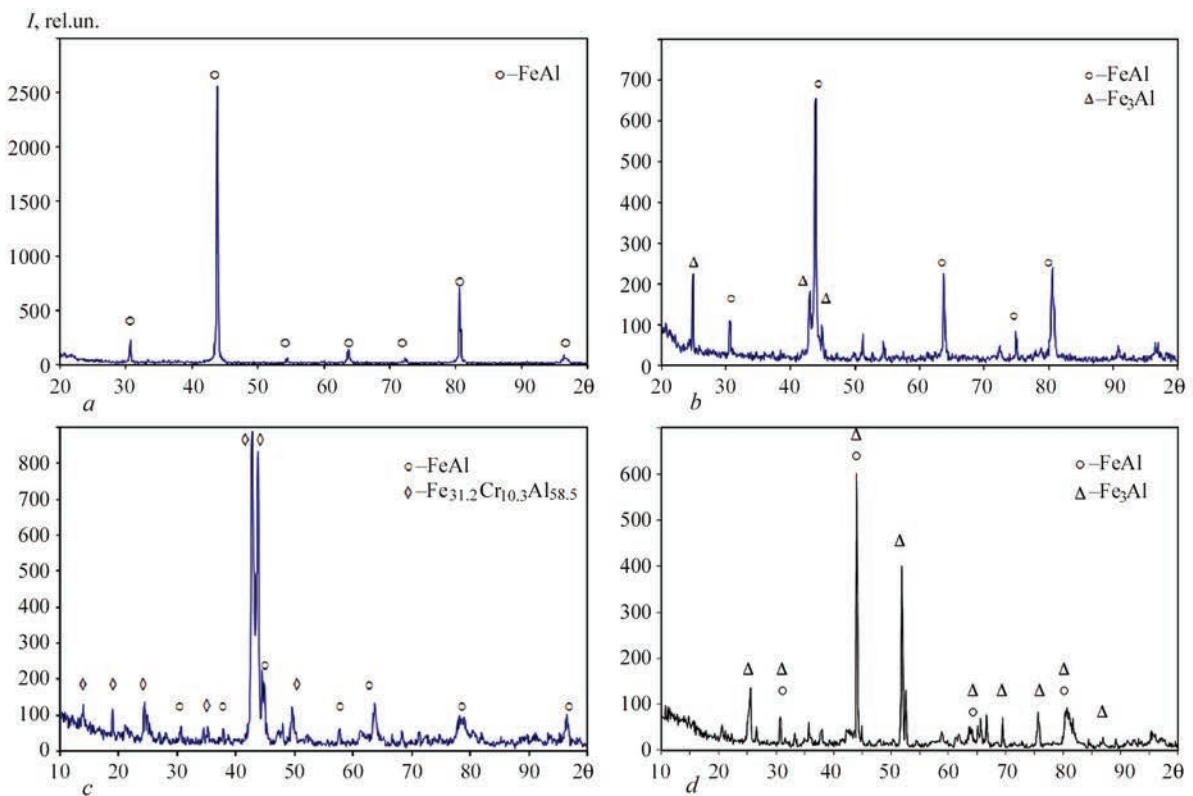 I, rel.un.
–FeAl
2500
2000
1500
1000
500
0
20 30 40 50 60 70 80 90 2θ
a
–FeAl
–Fe3Al
700
600
500
400
300
200
100
0
20 30 40 50 60 70 80 90 2θ
b
–FeAl
–Fe31.2Cr10.3Al58.5
800
700
600
500
400
300
200
100
0
10 20 30 40 50 60 70 80 90 2θ
c
–FeAl
–Fe3Al
600
500
400
300
200
100
0
10 20 30 40 50 60 70 80 90 2θ
d